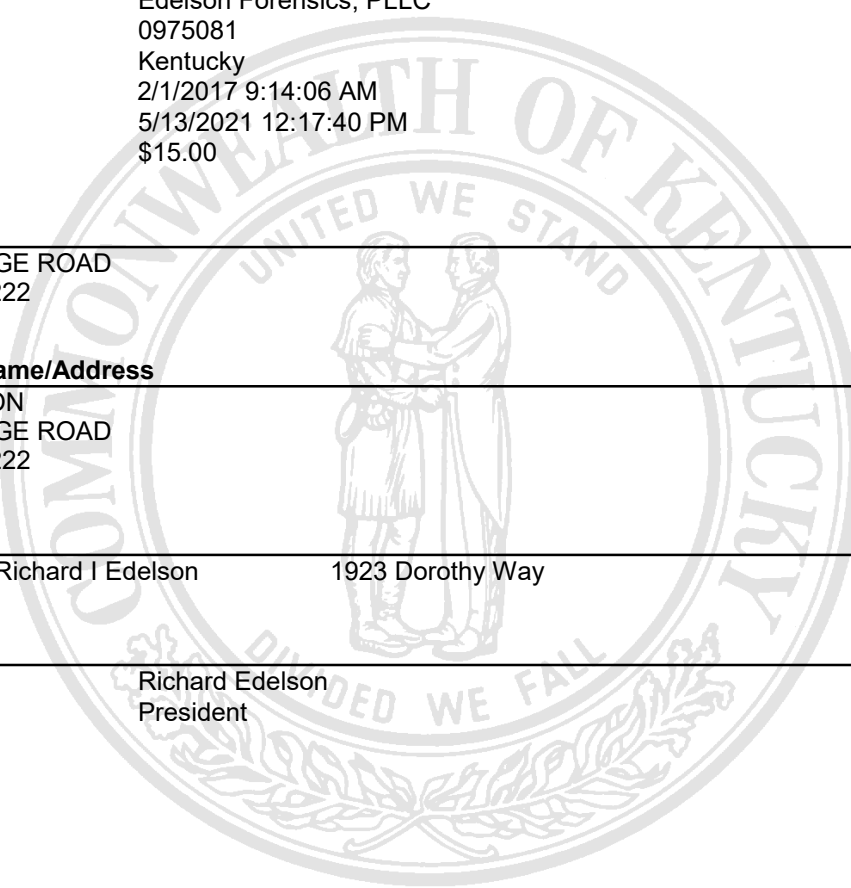 Edelson Forensics, PLLC
0975081
Kentucky
2/1/2017 9:14:06 AM
5/13/2021 12:17:40 PM
$15.00
GE ROAD
222
ame/Address
ON
GE ROAD
222
Richard I Edelson 1923 Dorothy Way
Richard Edelson
President
COMMONWEALTH OF KENTUCKY
UNITED WE STAND
DIVIDED WE FALL